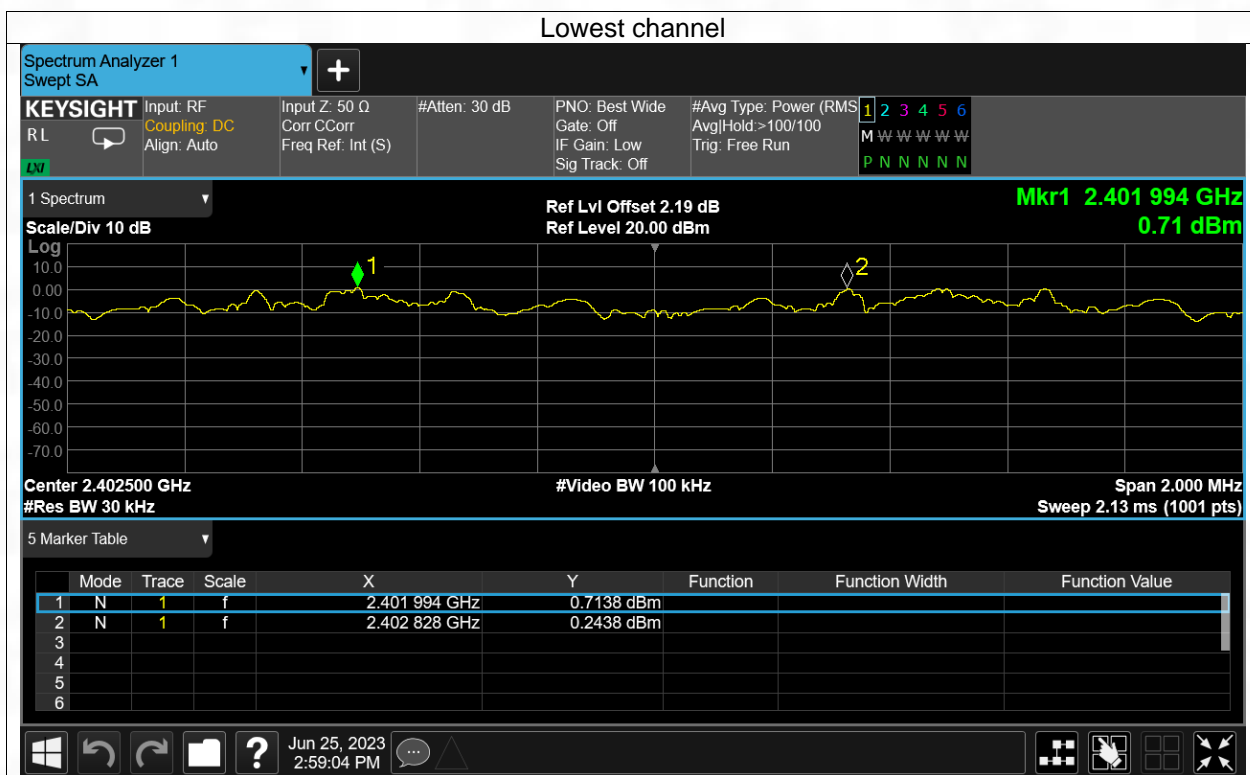 Lowest channel
Spectrum Analyzer 1
Swept SA
+
KEYSIGHT
RL
LXI
Input: RF
Coupling: DC
Align: Auto
Input Z: 50 Ω
Corr CCorr
Freq Ref: Int (S)
#Atten: 30 dB
PNO: Best Wide
Gate: Off
IF Gain: Low
Sig Track: Off
#Avg Type: Power (RMS
Avg|Hold:>100/100
Trig: Free Run
1 2 3 4 5 6
M W W W W W
P N N N N N
1 Spectrum
Scale/Div 10 dB
Ref Lvl Offset 2.19 dB
Ref Level 20.00 dBm
Mkr1 2.401 994 GHz
0.71 dBm
Log
10.0
0.00
-10.0
-20.0
-30.0
-40.0
-50.0
-60.0
-70.0
1
2
Center 2.402500 GHz
#Res BW 30 kHz
#Video BW 100 kHz
Span 2.000 MHz
Sweep 2.13 ms (1001 pts)
5 Marker Table
Mode Trace Scale X Y Function Function Width Function Value
1 N 1 f 2.401 994 GHz 0.7138 dBm
2 N 1 f 2.402 828 GHz 0.2438 dBm
3
4
5
6
?
Jun 25, 2023
2:59:04 PM